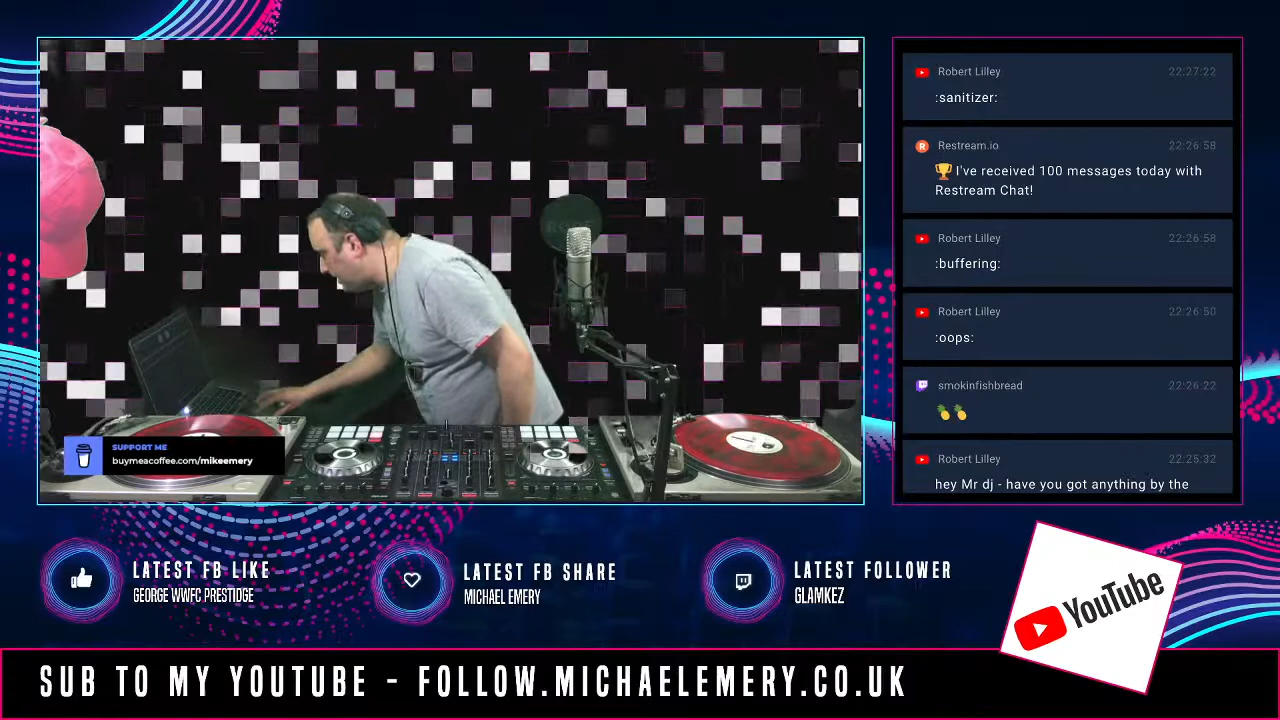 SUPPORT ME
buymeacoffee.com/mikeemery
Robert Lilley 22:27:22
:sanitizer:
Restream.io 22:26:58
🏆 I've received 100 messages today with
Restream Chat!
Robert Lilley 22:26:58
:buffering:
Robert Lilley 22:26:50
:oops:
smokinfishbread 22:26:22
🍍🍍
Robert Lilley 22:25:32
hey Mr dj - have you got anything by the
LATEST FB LIKE
GEORGE WWFC PRESTIDGE
LATEST FB SHARE
MICHAEL EMERY
LATEST FOLLOWER
GLAMKEZ
YouTube
SUB TO MY YOUTUBE - FOLLOW.MICHAELEMERY.CO.UK